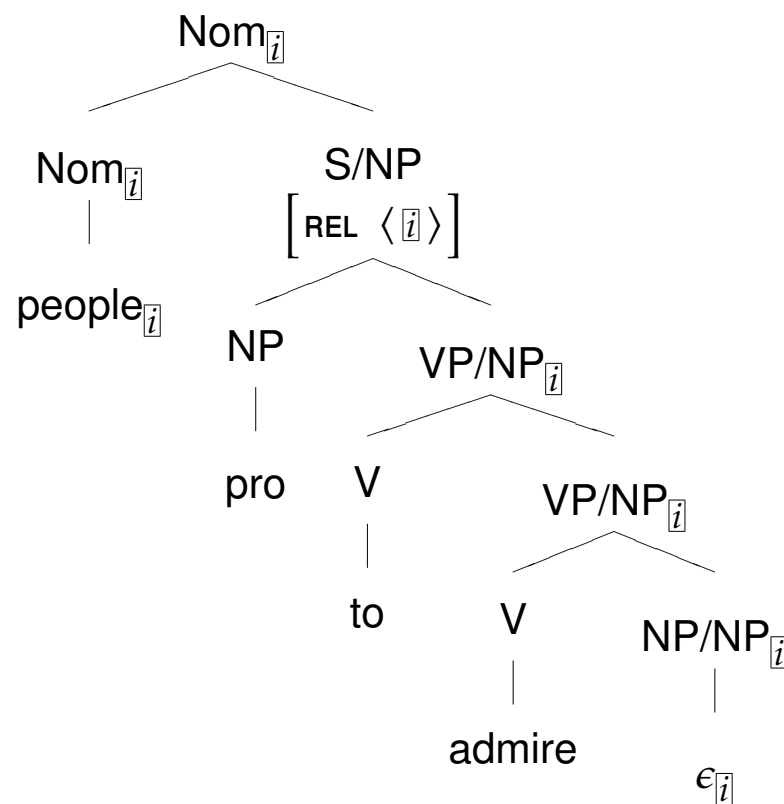 Nom i
Nom i S/NP
[REL ⟨ i ⟩]
people i
NP VP/NP i
pro V VP/NP i
to V NP/NP i
admire ϵ i